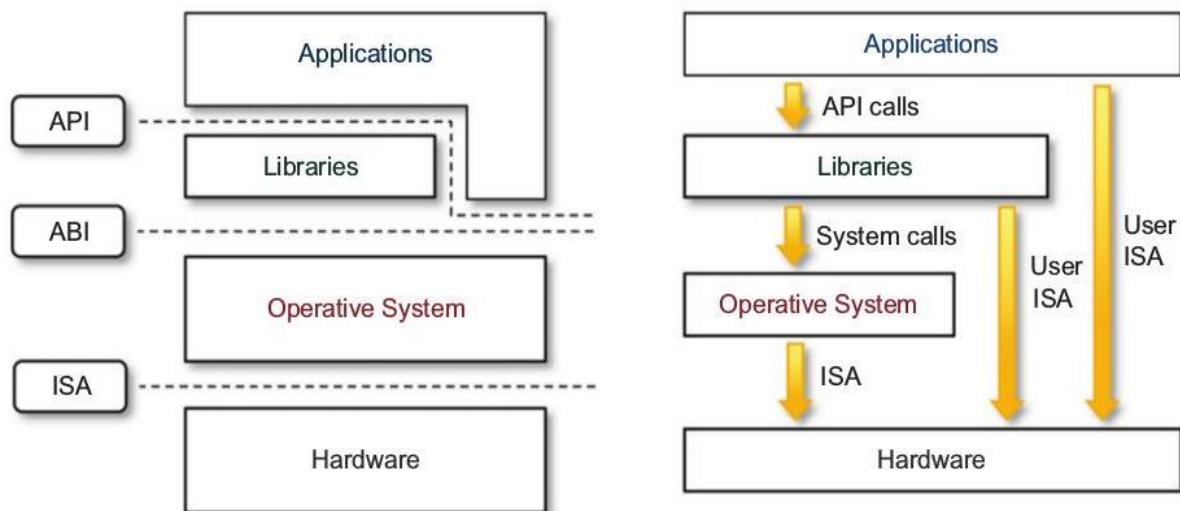 Applications
API
Libraries
ABI
Operative System
ISA
Hardware
Applications
API calls
Libraries
System calls
User
ISA
User
ISA
Operative System
ISA
Hardware